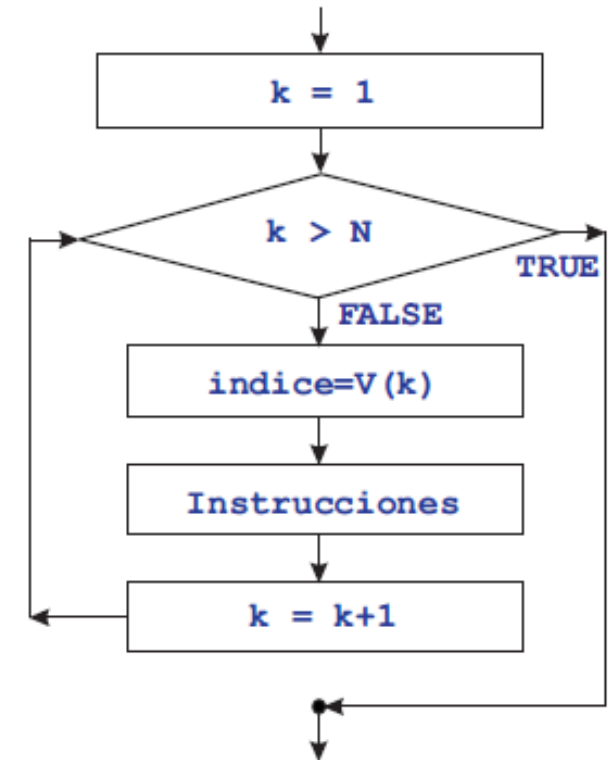 k = 1
k > N
TRUE
FALSE
indice=V(k)
Instrucciones
k = k+1